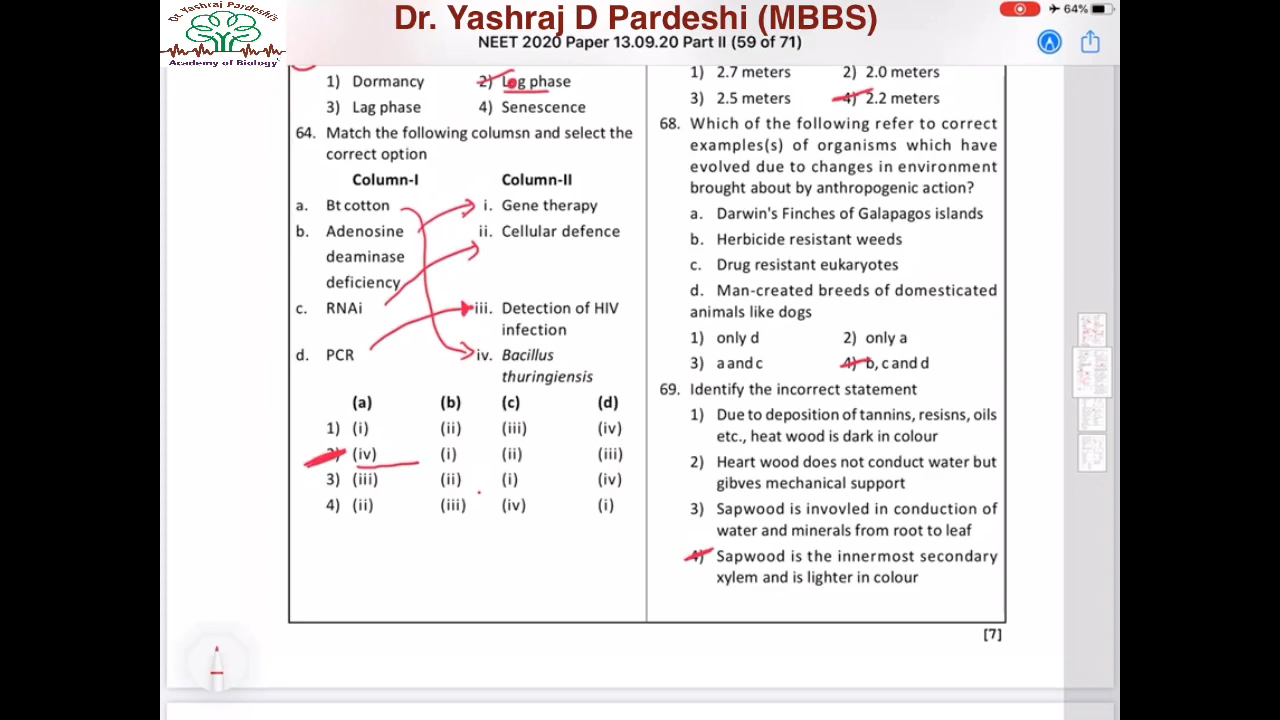 Dr. Yashraj Pardeshi's
Academy of Biology
Dr. Yashraj D Pardeshi (MBBS)
64%
NEET 2020 Paper 13.09.20 Part II (59 of 71)
1) Dormancy 2) Log phase
3) Lag phase 4) Senescence
64. Match the following columsn and select the
correct option
Column-I Column-II
a. Bt cotton i. Gene therapy
b. Adenosine ii. Cellular defence
deaminase
deficiency
c. RNAi iii. Detection of HIV
infection
d. PCR iv. Bacillus
thuringiensis
(a) (b) (c) (d)
1) (i) (ii) (iii) (iv)
2) (iv) (i) (ii) (iii)
3) (iii) (ii) (i) (iv)
4) (ii) (iii) (iv) (i)
1) 2.7 meters 2) 2.0 meters
3) 2.5 meters 4) 2.2 meters
68. Which of the following refer to correct
examples(s) of organisms which have
evolved due to changes in environment
brought about by anthropogenic action?
a. Darwin's Finches of Galapagos islands
b. Herbicide resistant weeds
c. Drug resistant eukaryotes
d. Man-created breeds of domesticated
animals like dogs
1) only d 2) only a
3) a and c 4) b, c and d
69. Identify the incorrect statement
1) Due to deposition of tannins, resisns, oils
etc., heat wood is dark in colour
2) Heart wood does not conduct water but
gibves mechanical support
3) Sapwood is invovled in conduction of
water and minerals from root to leaf
4) Sapwood is the innermost secondary
xylem and is lighter in colour
[7]